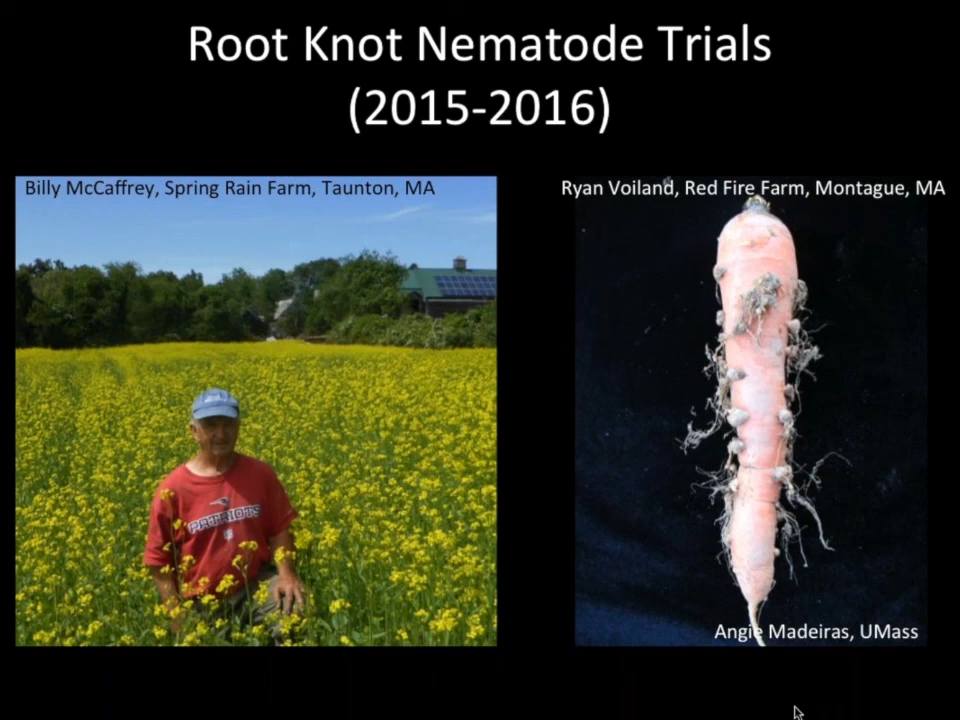 Root Knot Nematode Trials
(2015-2016)
Billy McCaffrey, Spring Rain Farm, Taunton, MA
Ryan Voiland, Red Fire Farm, Montague, MA
PATRIOTS
Angie Madeiras, UMass